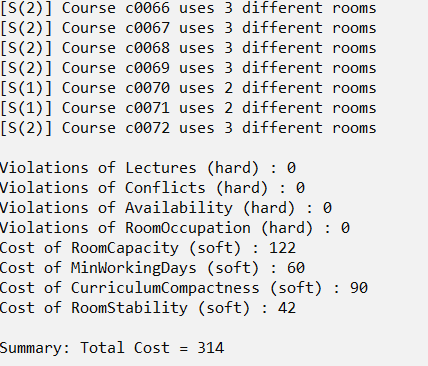 [S(2)] Course c0066 uses 3 different rooms
[S(2)] Course c0067 uses 3 different rooms
[S(2)] Course c0068 uses 3 different rooms
[S(2)] Course c0069 uses 3 different rooms
[S(1)] Course c0070 uses 2 different rooms
[S(1)] Course c0071 uses 2 different rooms
[S(2)] Course c0072 uses 3 different rooms

Violations of Lectures (hard) : 0
Violations of Conflicts (hard) : 0
Violations of Availability (hard) : 0
Violations of RoomOccupation (hard) : 0
Cost of RoomCapacity (soft) : 122
Cost of MinWorkingDays (soft) : 60
Cost of CurriculumCompactness (soft) : 90
Cost of RoomStability (soft) : 42

Summary: Total Cost = 314